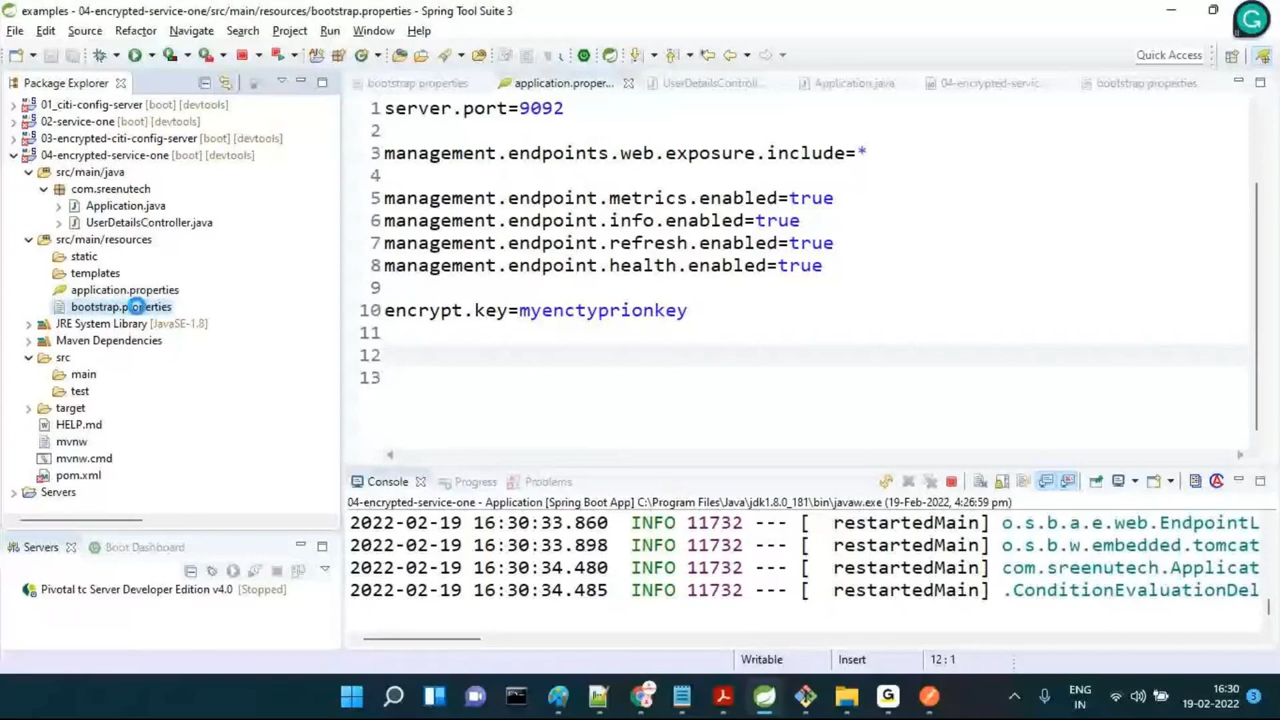 examples - 04-encrypted-service-one/src/main/resources/bootstrap.properties - Spring Tool Suite 3
File Edit Source Refactor Navigate Search Project Run Window Help
Quick Access
Package Explorer
01_citi-config-server [boot] [devtools]
02-service-one [boot] [devtools]
03-encrypted-citi-config-server [boot] [devtools]
04-encrypted-service-one [boot] [devtools]
src/main/java
com.sreenutech
Application.java
UserDetailsController.java
src/main/resources
static
templates
application.properties
bootstrap.properties
JRE System Library [JavaSE-1.8]
Maven Dependencies
src
main
test
target
HELP.md
mvnw
mvnw.cmd
pom.xml
Servers
Servers Boot Dashboard
Pivotal tc Server Developer Edition v4.0 [Stopped]
bootstrap properties application.proper... UserDetailsControll... Application.java 04-encrypted-servic... bootstrap properties
1 server.port=9092
2
3 management.endpoints.web.exposure.include=*
4
5 management.endpoint.metrics.enabled=true
6 management.endpoint.info.enabled=true
7 management.endpoint.refresh.enabled=true
8 management.endpoint.health.enabled=true
9
10 encrypt.key=myenctyprionkey
11
12
13
Console Progress Problems
04-encrypted-service-one - Application [Spring Boot App] C:\Program Files\Java\jdk1.8.0_181\bin\javaw.exe (19-Feb-2022, 4:26:59 pm)
2022-02-19 16:30:33.860 INFO 11732 --- [ restartedMain] o.s.b.a.e.web.EndpointL
2022-02-19 16:30:33.898 INFO 11732 --- [ restartedMain] o.s.b.w.embedded.tomcat
2022-02-19 16:30:34.480 INFO 11732 --- [ restartedMain] com.sreenutech.Applicat
2022-02-19 16:30:34.485 INFO 11732 --- [ restartedMain] .ConditionEvaluationDel
Writable Insert 12:1
ENG
IN
16:30
19-02-2022
3